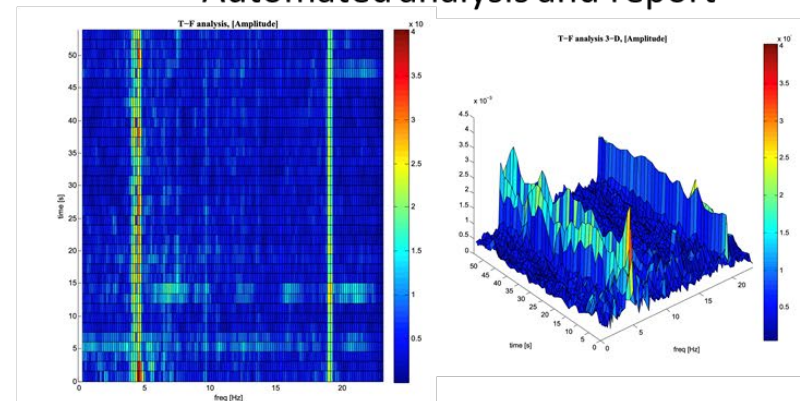 Automated analysis and report
T−F analysis, [Amplitude]
x 10
4
3.5
3
2.5
2
1.5
1
0.5
50
45
40
35
30
25
20
15
10
5
0
time [s]
0 5 10 15 20
freq [Hz]
T−F analysis 3−D, [Amplitude]
x 10
4
3.5
3
2.5
2
1.5
1
0.5
x 10⁻³
4.5
4
3.5
3
2.5
2
1.5
1
0.5
0
50 45 40 35 30 25 20 15 10 5 0
time [s]
0 5 10 15 20
freq [Hz]